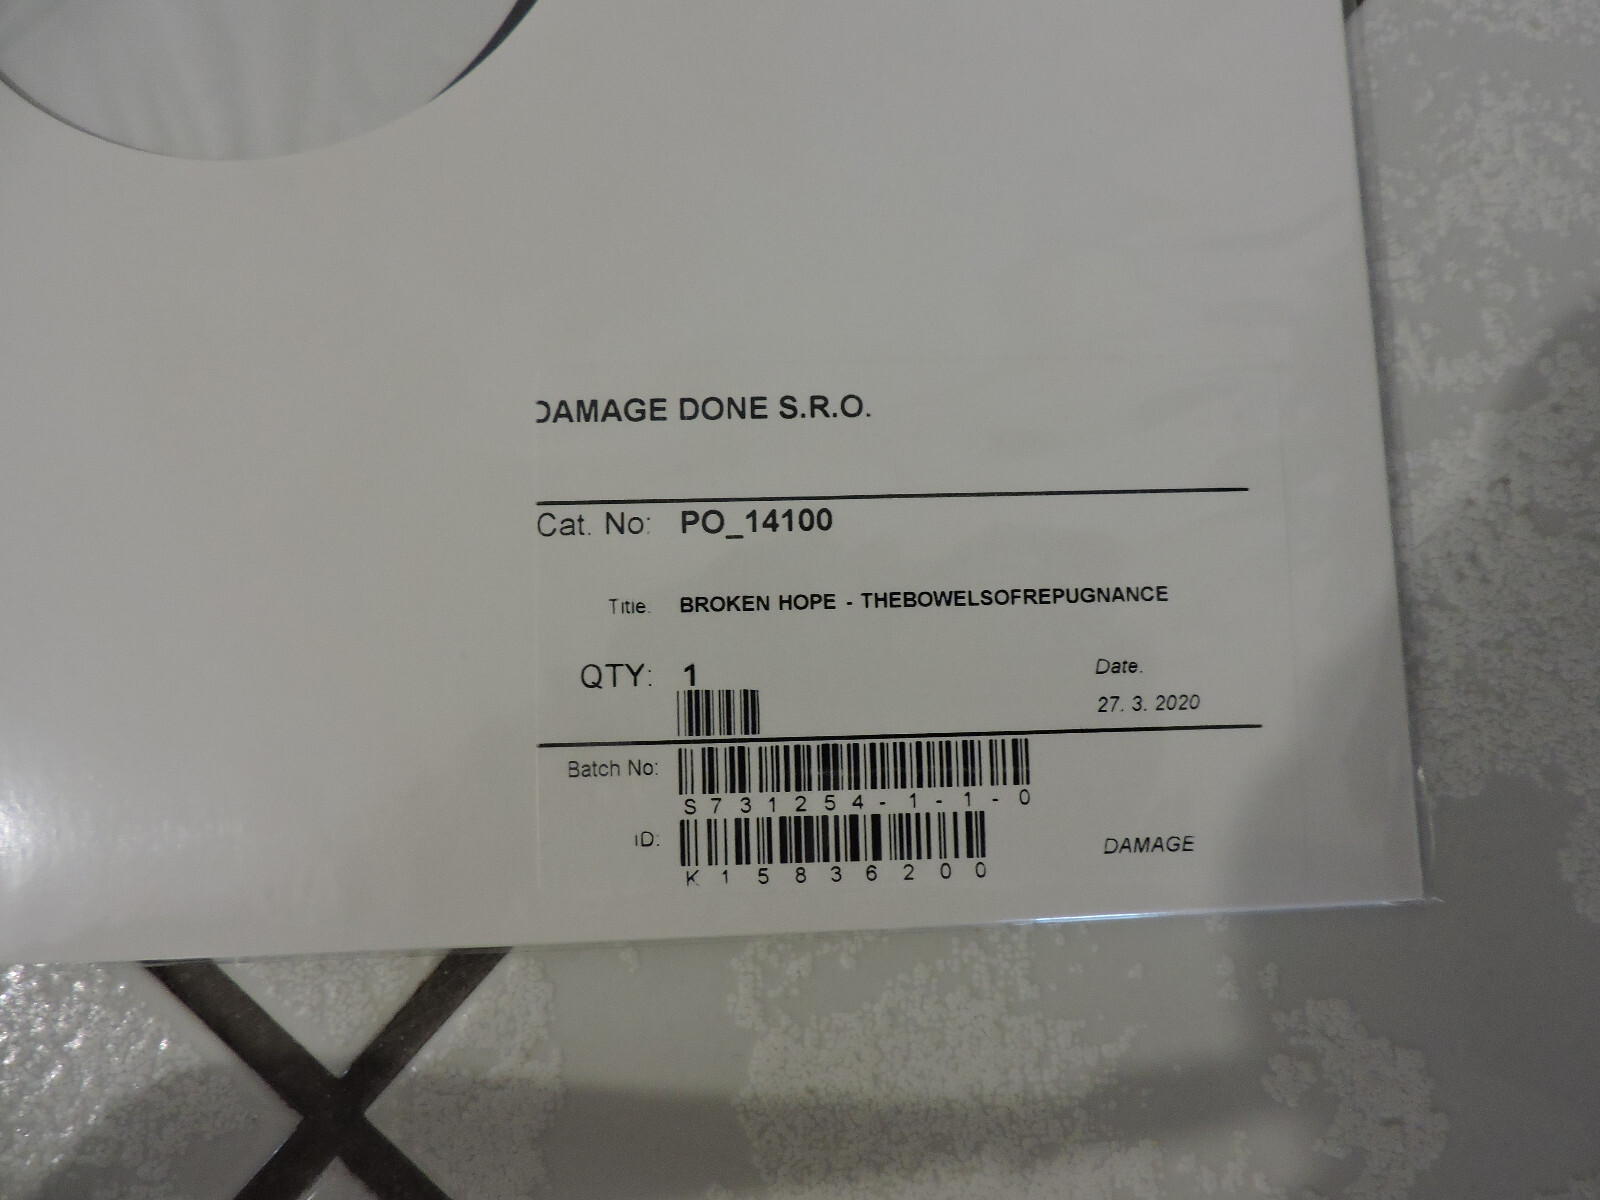 DAMAGE DONE S.R.O.
Cat. No: PO_14100
Title. BROKEN HOPE - THEBOWELSOFREPUGNANCE
QTY: 1
Date.
27. 3. 2020
Batch No:
S731254-1-1-0
ID:
K15836200
DAMAGE